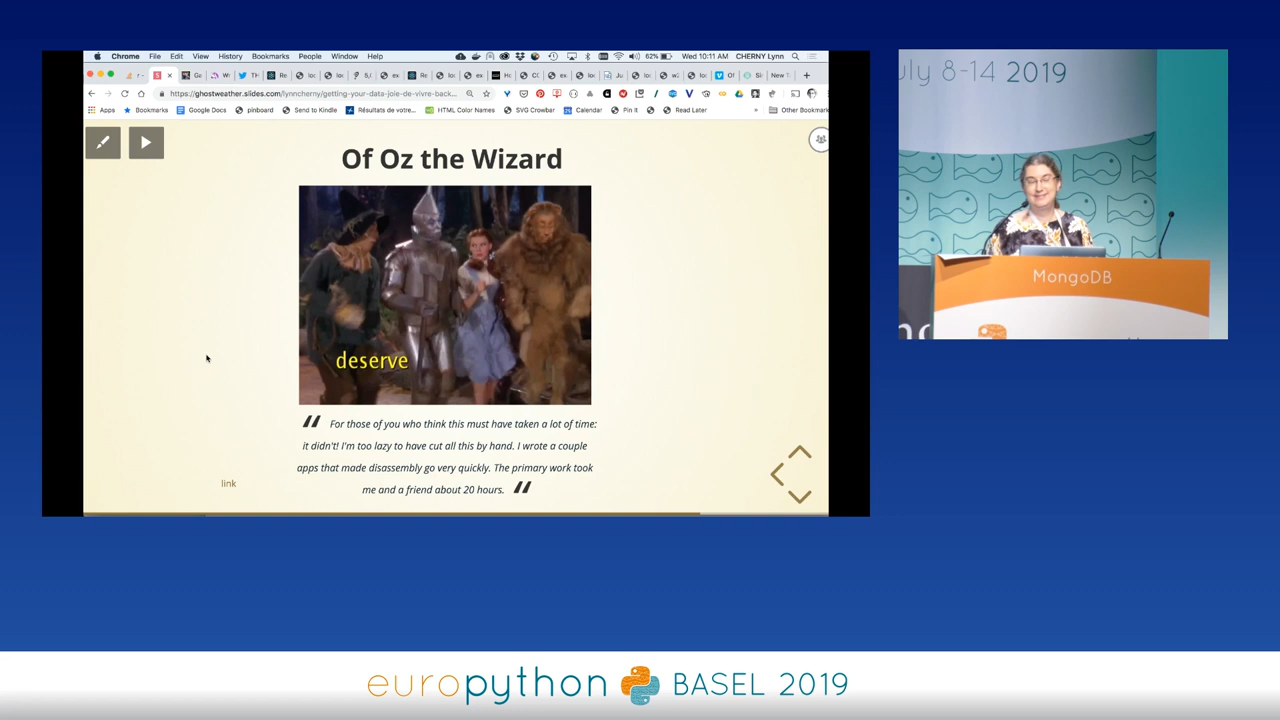 Chrome File Edit View History Bookmarks People Window Help 62% Wed 10:11 AM CHERNY Lynn
https://ghostweather.slides.com/lynncherny/getting-your-data-joie-de-vivre-back...
Apps Bookmarks Google Docs pinboard Send to Kindle Résultats de votre... HTML Color Names SVG Crowbar Calendar Pin It Read Later Other Bookmark
Of Oz the Wizard
deserve
" For those of you who think this must have taken a lot of time:
it didn't! I'm too lazy to have cut all this by hand. I wrote a couple
apps that made disassembly go very quickly. The primary work took
me and a friend about 20 hours. "
link
uly 8-14 2019
MongoDB
europython BASEL 2019